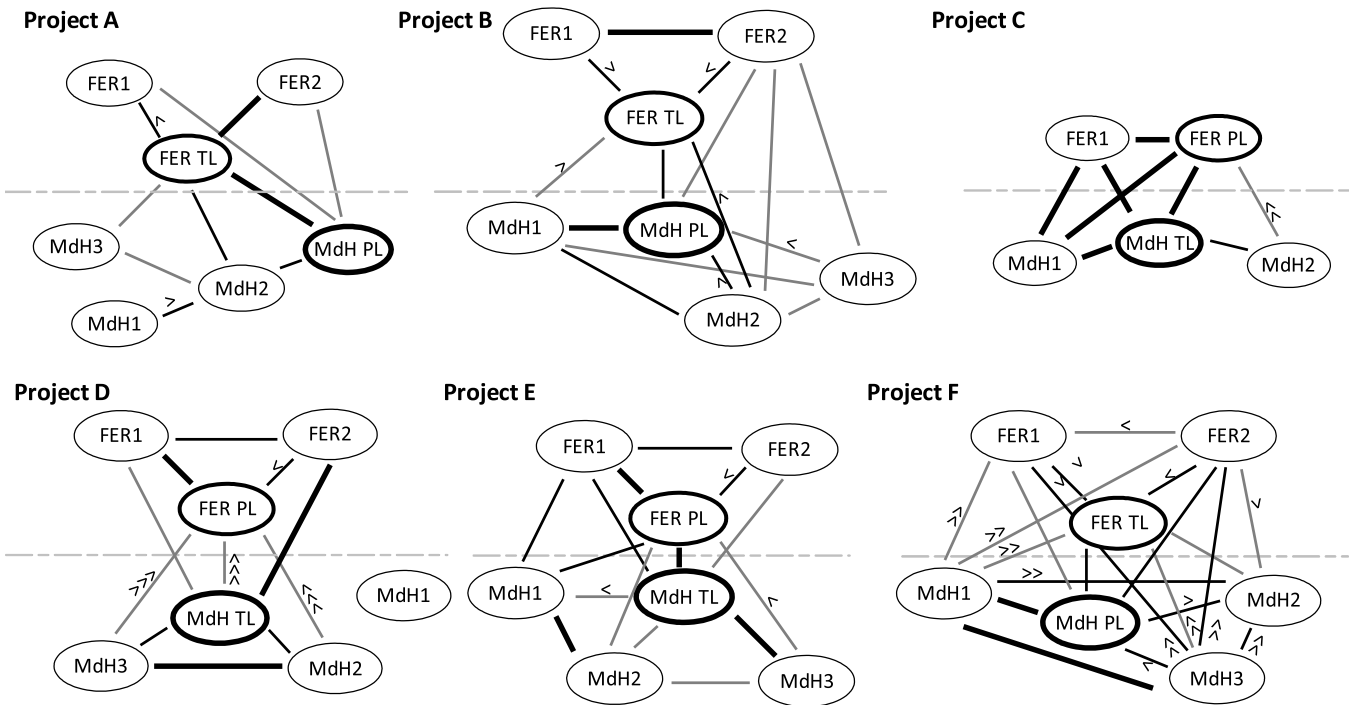 Project A
FER1
FER2
FER TL
MdH3
MdH PL
MdH2
MdH1
Project B
FER1
FER2
FER TL
MdH1
MdH PL
MdH3
MdH2
Project C
FER1
FER PL
MdH1
MdH TL
MdH2
Project D
FER1
FER2
FER PL
MdH1
MdH TL
MdH3
MdH2
Project E
FER1
FER2
FER PL
MdH1
MdH TL
MdH2
MdH3
Project F
FER1
FER2
FER TL
MdH1
MdH2
MdH PL
MdH3